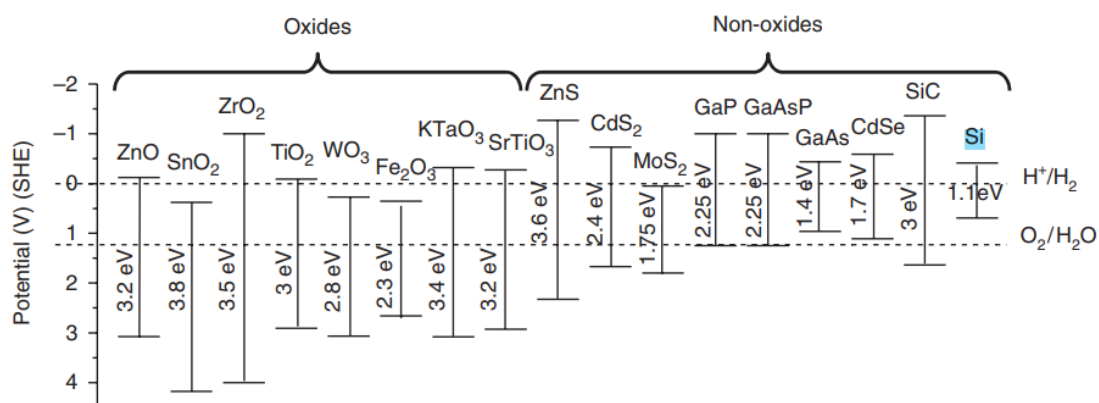 Oxides
Non-oxides
Potential (V) (SHE)
−2
−1
0
1
2
3
4
ZnO
3.2 eV
SnO₂
3.8 eV
ZrO₂
3.5 eV
TiO₂
3 eV
WO₃
2.8 eV
Fe₂O₃
2.3 eV
KTaO₃
3.4 eV
SrTiO₃
3.2 eV
ZnS
3.6 eV
CdS₂
2.4 eV
MoS₂
1.75 eV
GaP
2.25 eV
GaAsP
2.25 eV
GaAs
1.4 eV
CdSe
1.7 eV
SiC
3 eV
Si
1.1eV
H⁺/H₂
O₂/H₂O